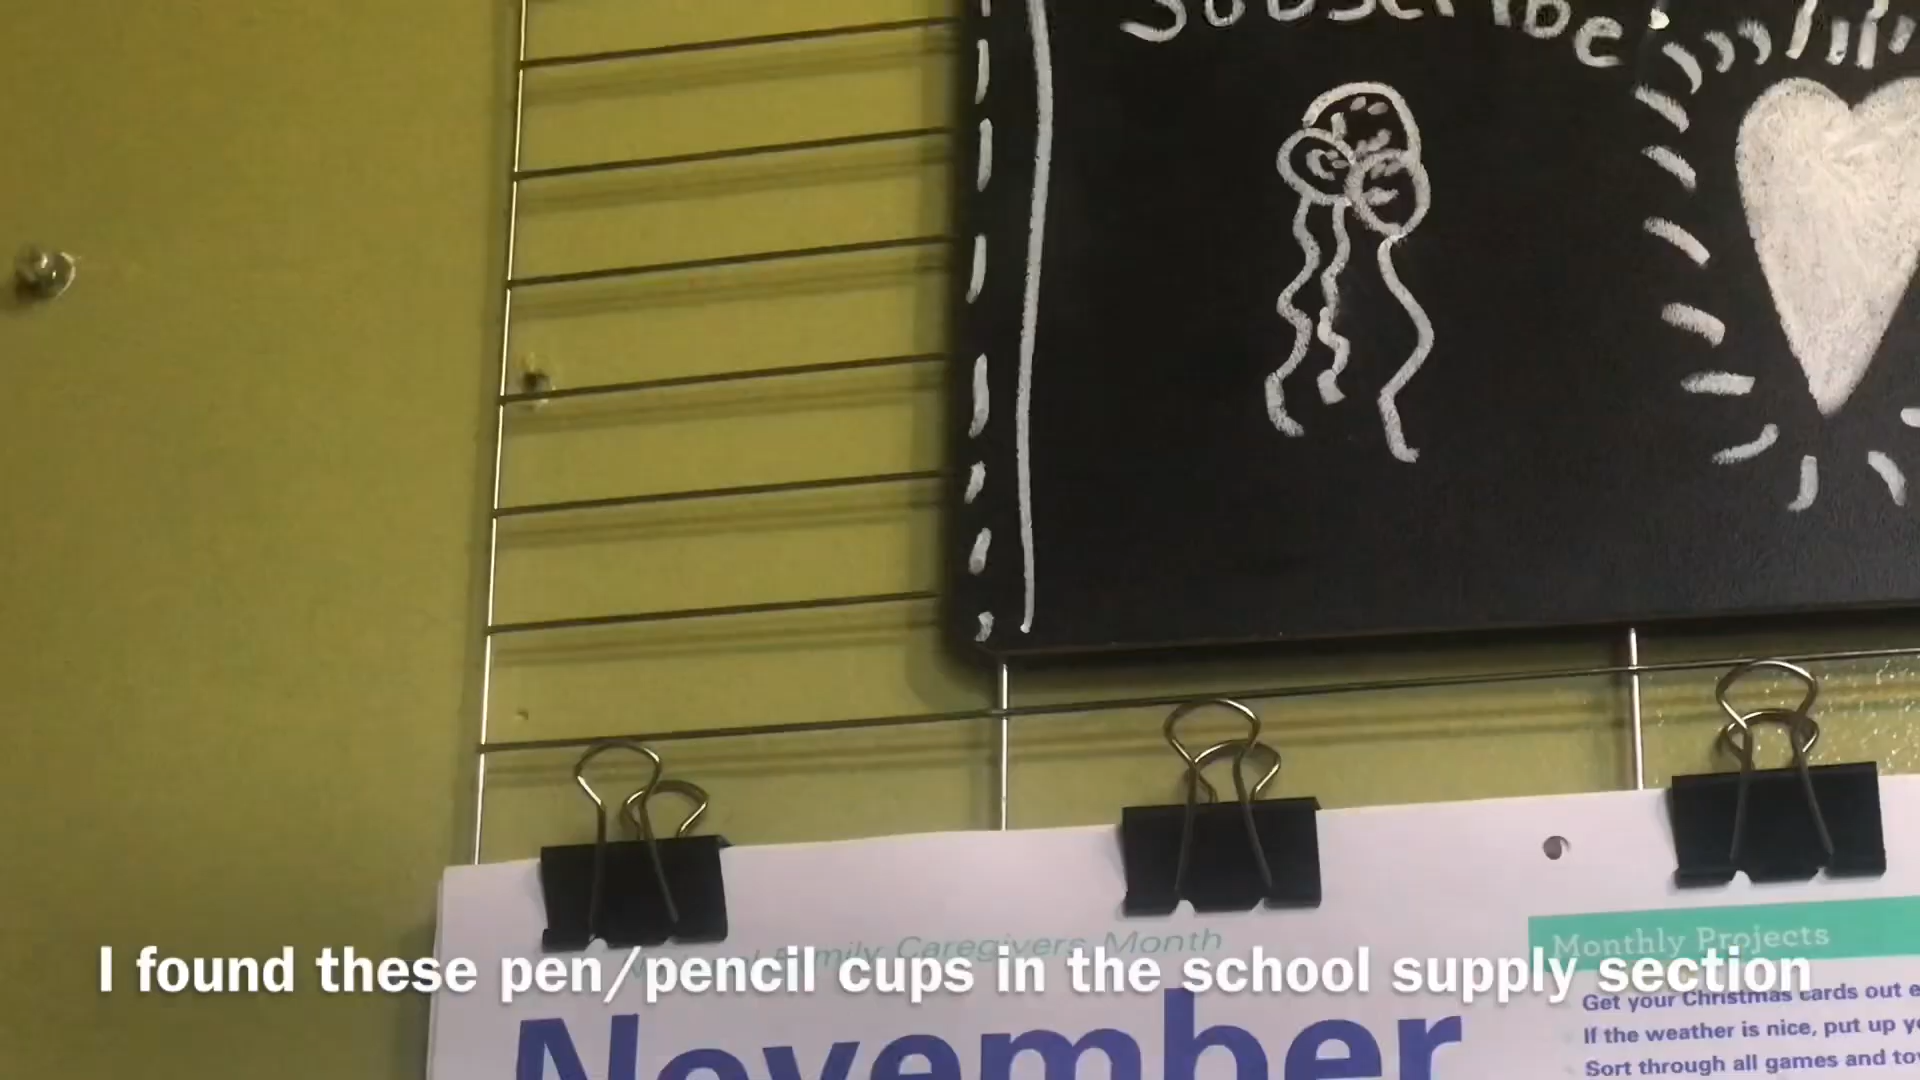 Subscribe
Family Caregivers Month
I found these pen/pencil cups in the school supply section
Monthly Projects
November
Get your Christmas cards out
If the weather is nice, put up
Sort through all games and